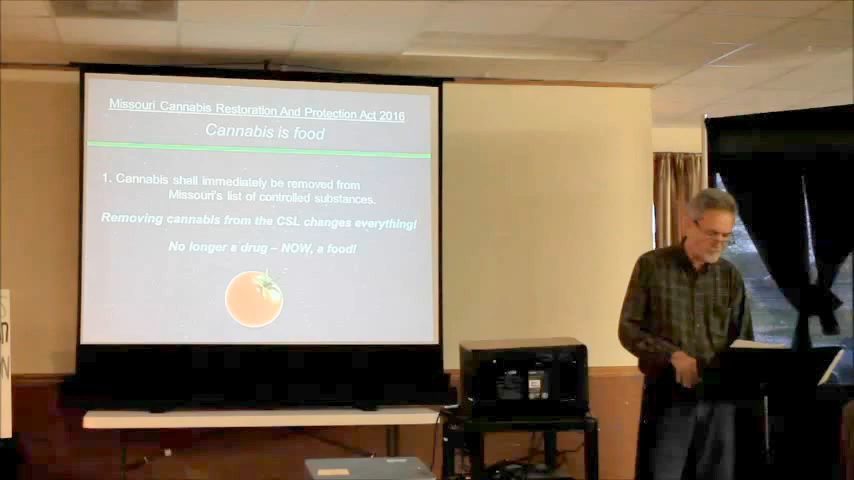 Missouri Cannabis Restoration And Protection Act 2016
Cannabis is food
1. Cannabis shall immediately be removed from
Missouri's list of controlled substances.
Removing cannabis from the CSL changes everything!
No longer a drug – NOW, a food!